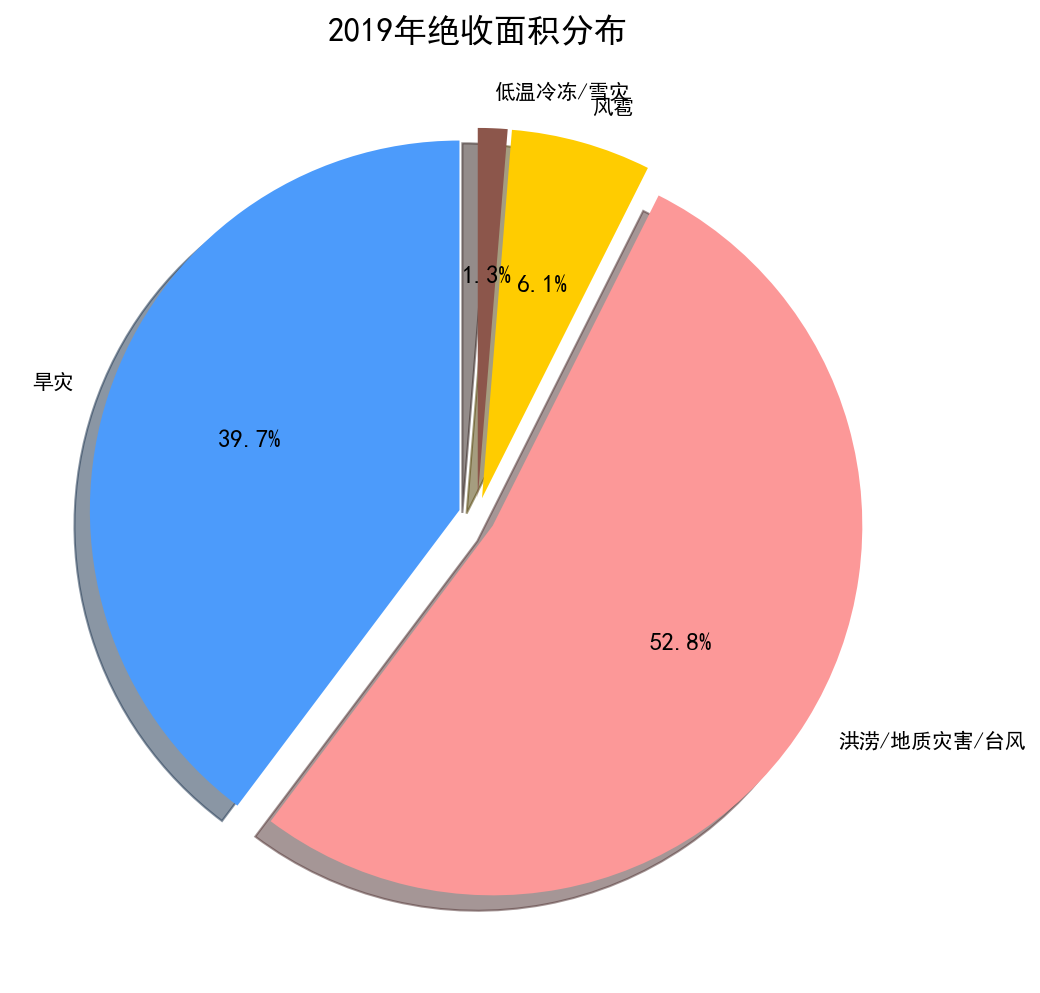 2019年绝收面积分布
低温冷冻/雪灾
风雹
1.3%
6.1%
旱灾
39.7%
52.8%
洪涝/地质灾害/台风